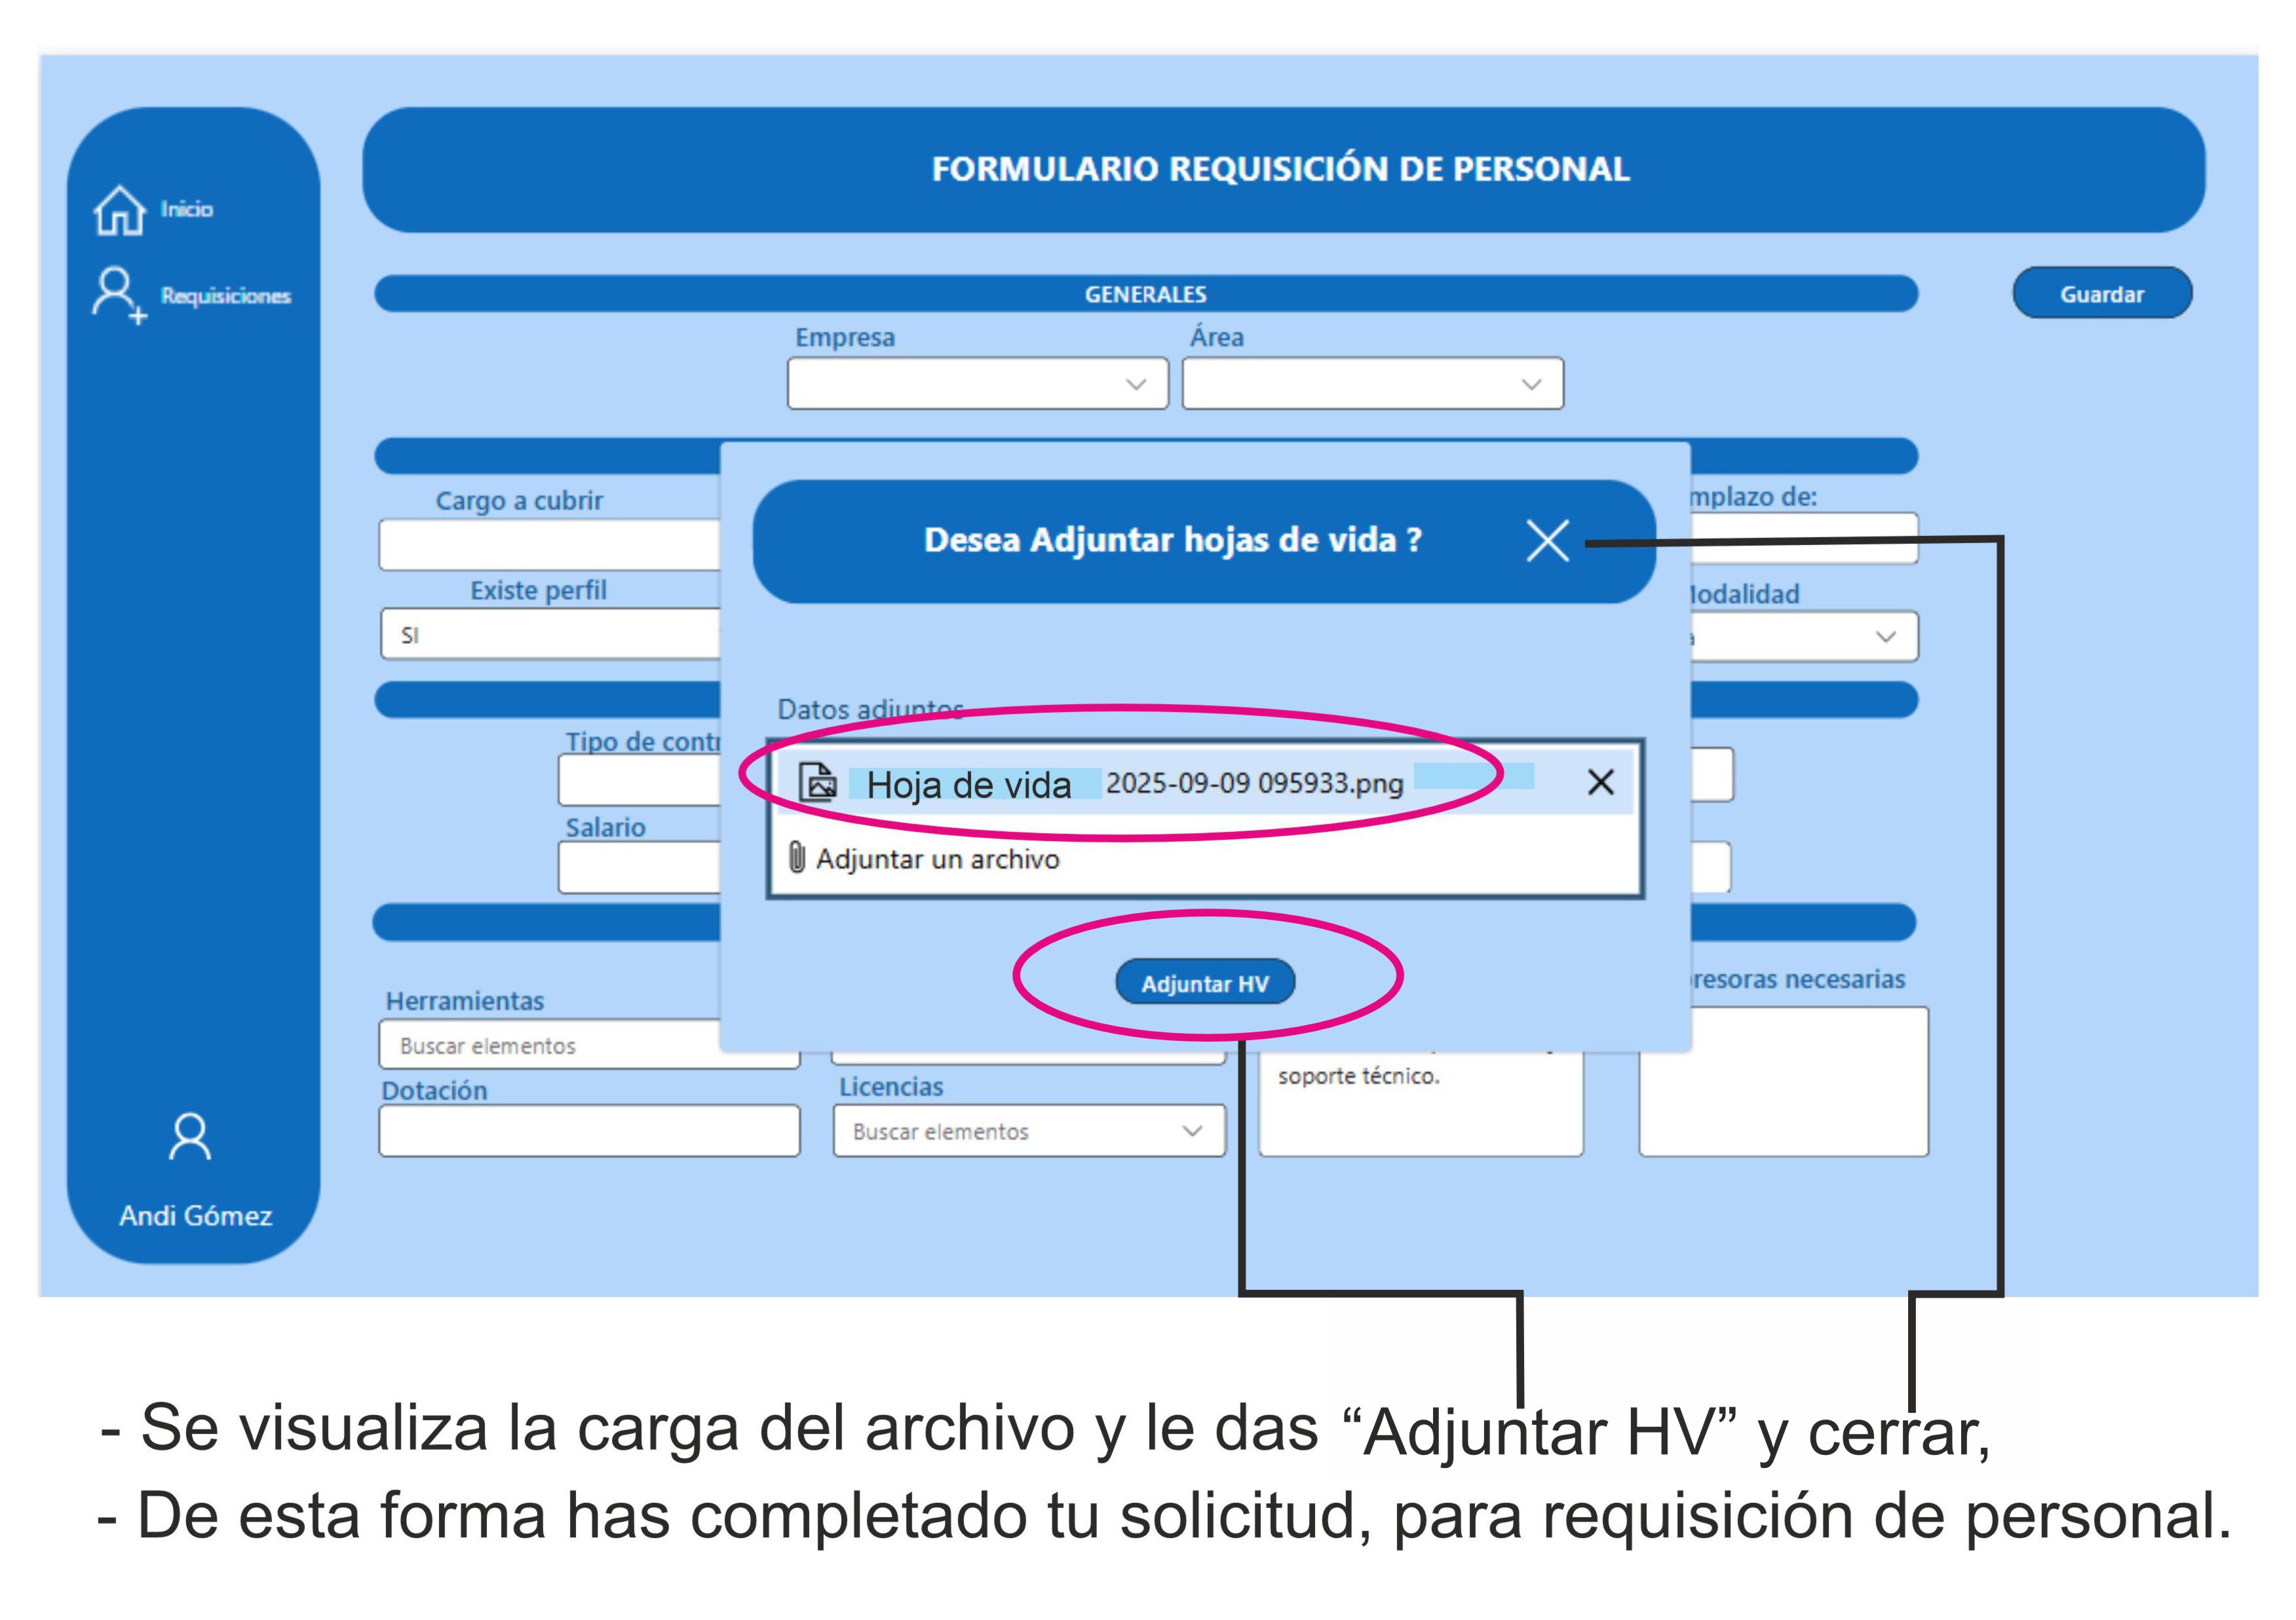 FORMULARIO REQUISICIÓN DE PERSONAL
Inicio
Requisiciones
GENERALES
Guardar
Empresa
Área
Cargo a cubrir
mplazo de:
Desea Adjuntar hojas de vida ?
Existe perfil
SI
Modalidad
Datos adjuntos
Hoja de vida 2025-09-09 095933.png
Adjuntar un archivo
Tipo de contr
Salario
Adjuntar HV
Herramientas
Buscar elementos
resoras necesarias
soporte técnico.
Dotación
Licencias
Buscar elementos
Andi Gómez
- Se visualiza la carga del archivo y le das “Adjuntar HV” y cerrar,
- De esta forma has completado tu solicitud, para requisición de personal.